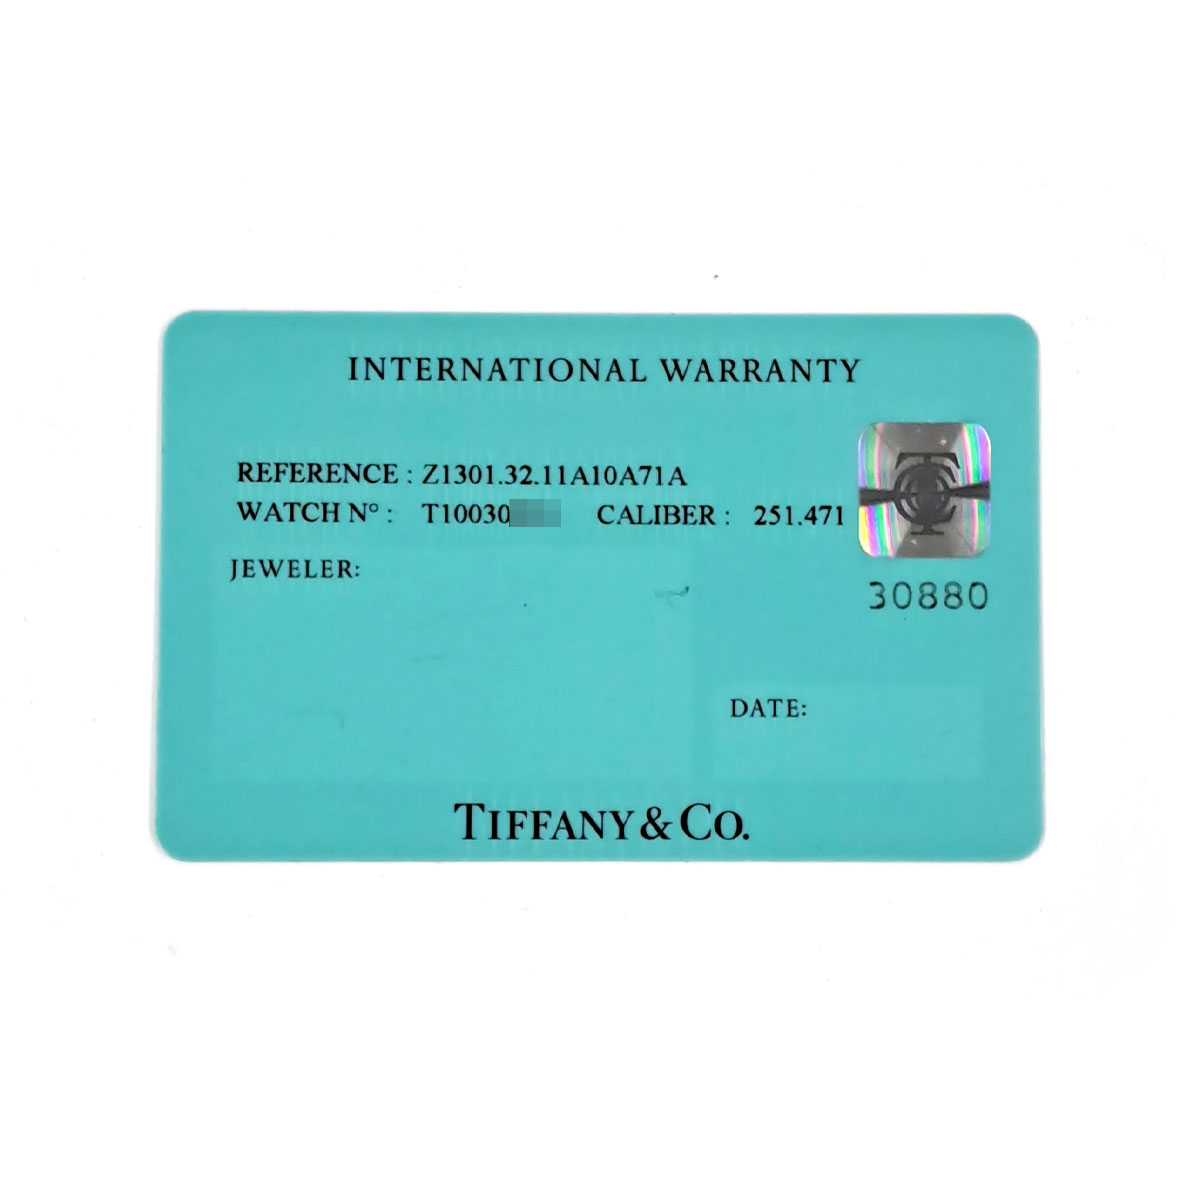 INTERNATIONAL WARRANTY
REFERENCE : Z1301.32.11A10A71A
WATCH N° : T10030 CALIBER : 251.471
JEWELER:
30880
DATE:
TIFFANY & CO.